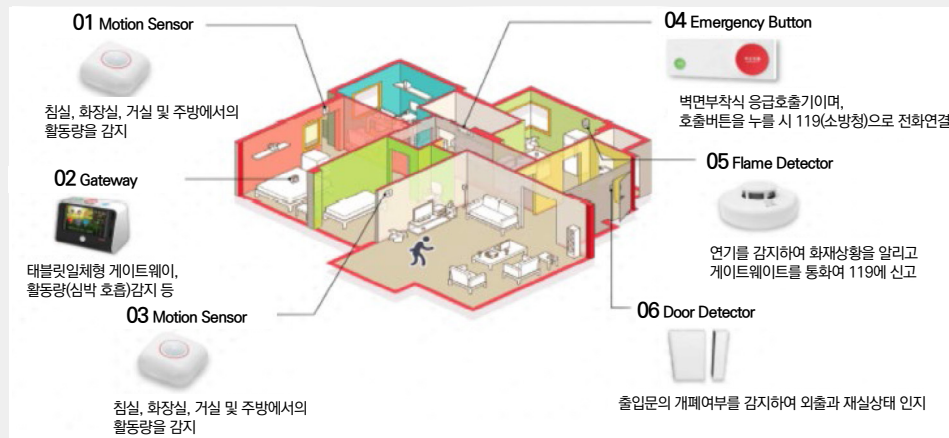 01 Motion Sensor
침실, 화장실, 거실 및 주방에서의
활동량을 감지
02 Gateway
태블릿일체형 게이트웨이,
활동량(심박 호흡)감지 등
03 Motion Sensor
침실, 화장실, 거실 및 주방에서의
활동량을 감지
04 Emergency Button
벽면부착식 응급호출기이며,
호출버튼을 누를 시 119(소방청)으로 전화연결
05 Flame Detector
연기를 감지하여 화재상황을 알리고
게이트웨이트를 통화여 119에 신고
06 Door Detector
출입문의 개폐여부를 감지하여 외출과 재실상태 인지